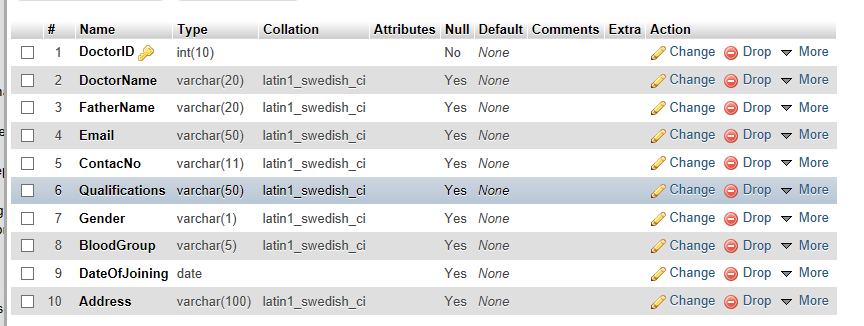 # Name Type Collation Attributes Null Default Comments Extra Action
1 DoctorID int(10) No None Change Drop More
2 DoctorName varchar(20) latin1_swedish_ci Yes None Change Drop More
3 FatherName varchar(20) latin1_swedish_ci Yes None Change Drop More
4 Email varchar(50) latin1_swedish_ci Yes None Change Drop More
5 ContacNo varchar(11) latin1_swedish_ci Yes None Change Drop More
6 Qualifications varchar(50) latin1_swedish_ci Yes None Change Drop More
7 Gender varchar(1) latin1_swedish_ci Yes None Change Drop More
8 BloodGroup varchar(5) latin1_swedish_ci Yes None Change Drop More
9 DateOfJoining date Yes None Change Drop More
10 Address varchar(100) latin1_swedish_ci Yes None Change Drop More